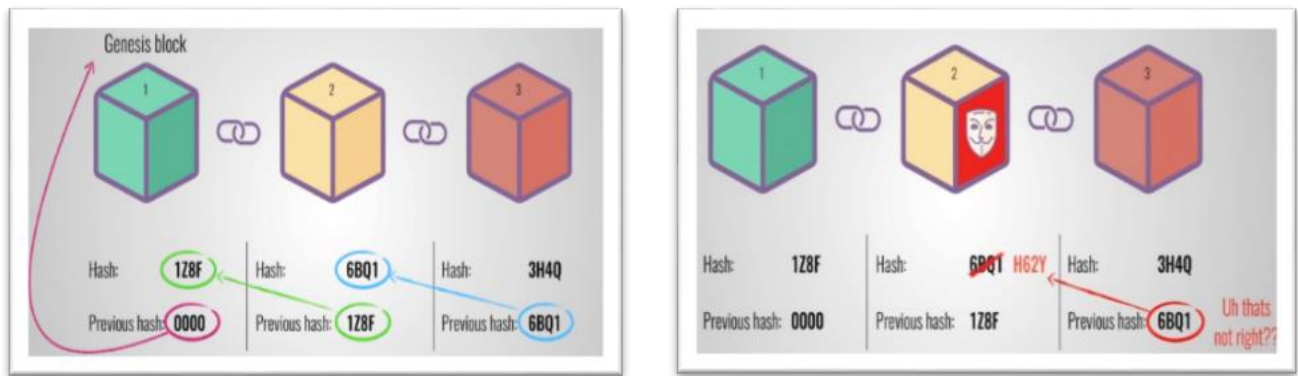 Genesis block
1
2
3
Hash: 1Z8F
Hash: 6BQ1
Hash: 3H4Q
Previous hash: 0000
Previous hash: 1Z8F
Previous hash: 6BQ1
1
2
3
Hash: 1Z8F
Hash: 6BQ1 H62Y
Hash: 3H4Q
Previous hash: 0000
Previous hash: 1Z8F
Previous hash: 6BQ1
Uh thats
not right??